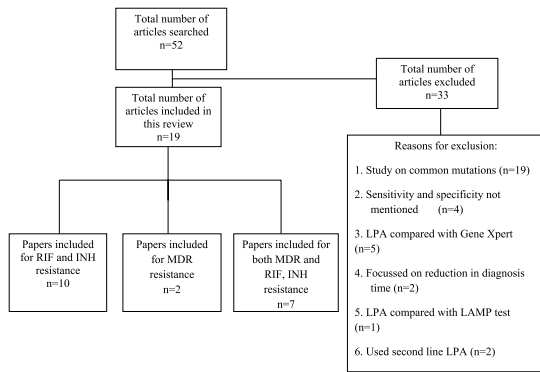 Total number of
articles searched
n=52
Total number of
articles excluded
n=33
Total number of
articles included in
this review
n=19
Reasons for exclusion:
1. Study on common mutations (n=19)
2. Sensitivity and specificity not
mentioned (n=4)
3. LPA compared with Gene Xpert
(n=5)
4. Focussed on reduction in diagnosis
time (n=2)
5. LPA compared with LAMP test
(n=1)
6. Used second line LPA (n=2)
Papers included
for RIF and INH
resistance
n=10
Papers included
for MDR
resistance
n=2
Papers included for
both MDR and
RIF, INH
resistance
n=7